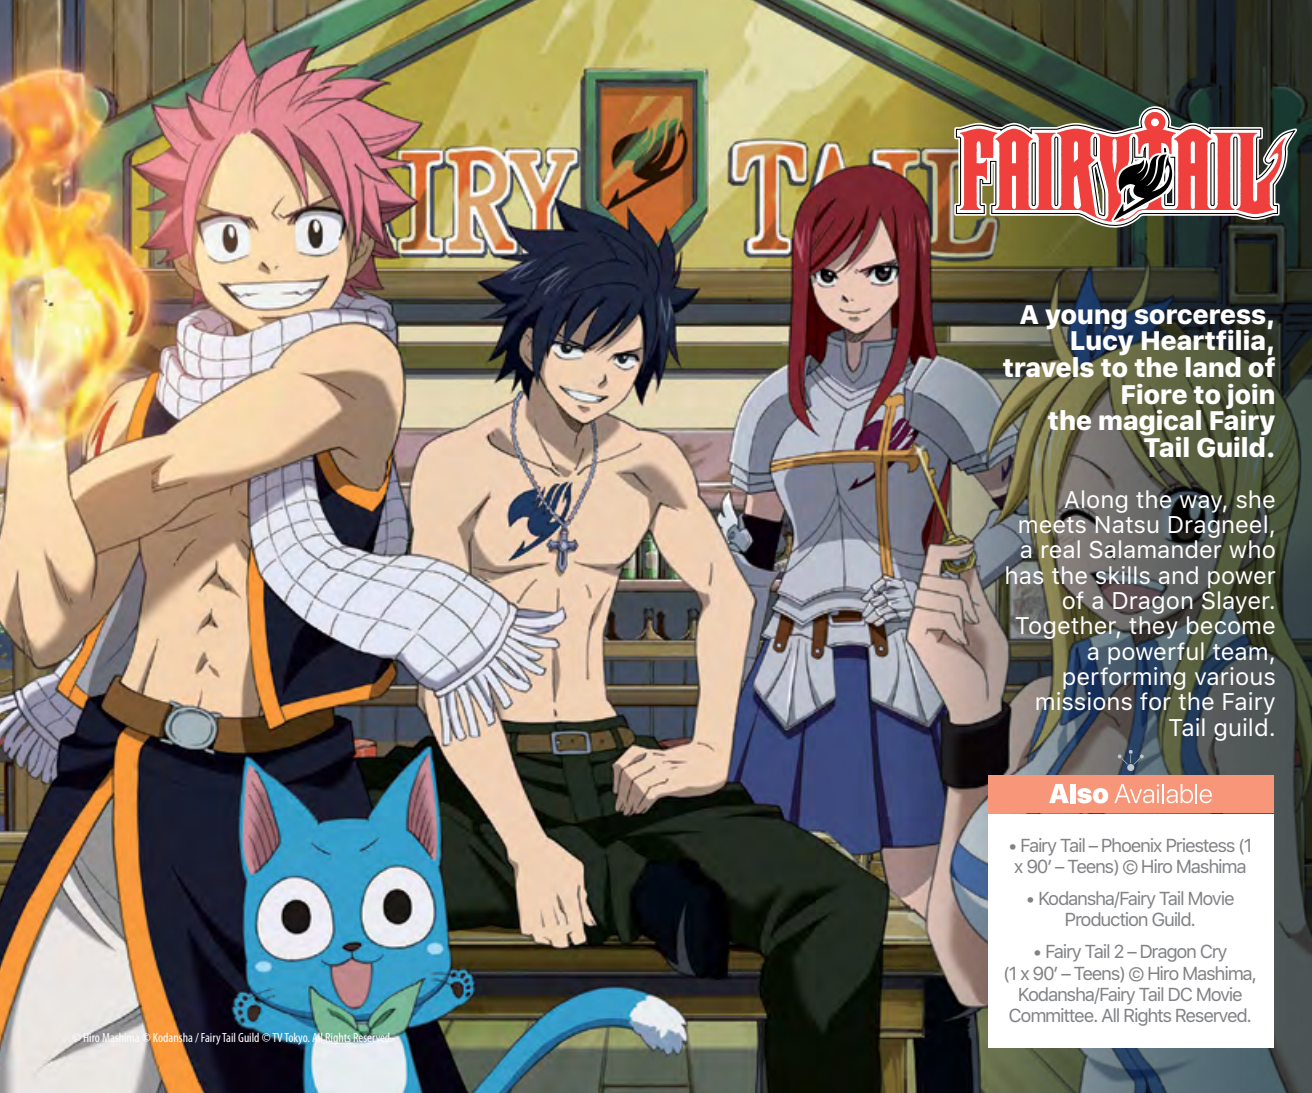 FAIRY TAIL
IRY TAIL
A young sorceress,
Lucy Heartfilia,
travels to the land of
Fiore to join
the magical Fairy
Tail Guild.
Along the way, she
meets Natsu Dragneel,
a real Salamander who
has the skills and power
of a Dragon Slayer.
Together, they become
a powerful team,
performing various
missions for the Fairy
Tail guild.
Also Available
• Fairy Tail – Phoenix Priestess (1
x 90’ – Teens) © Hiro Mashima
• Kodansha/Fairy Tail Movie
Production Guild.
• Fairy Tail 2 – Dragon Cry
(1 x 90’ – Teens) © Hiro Mashima,
Kodansha/Fairy Tail DC Movie
Committee. All Rights Reserved.
© Hiro Mashima © Kodansha / Fairy Tail Guild © TV Tokyo. All Rights Reserved.